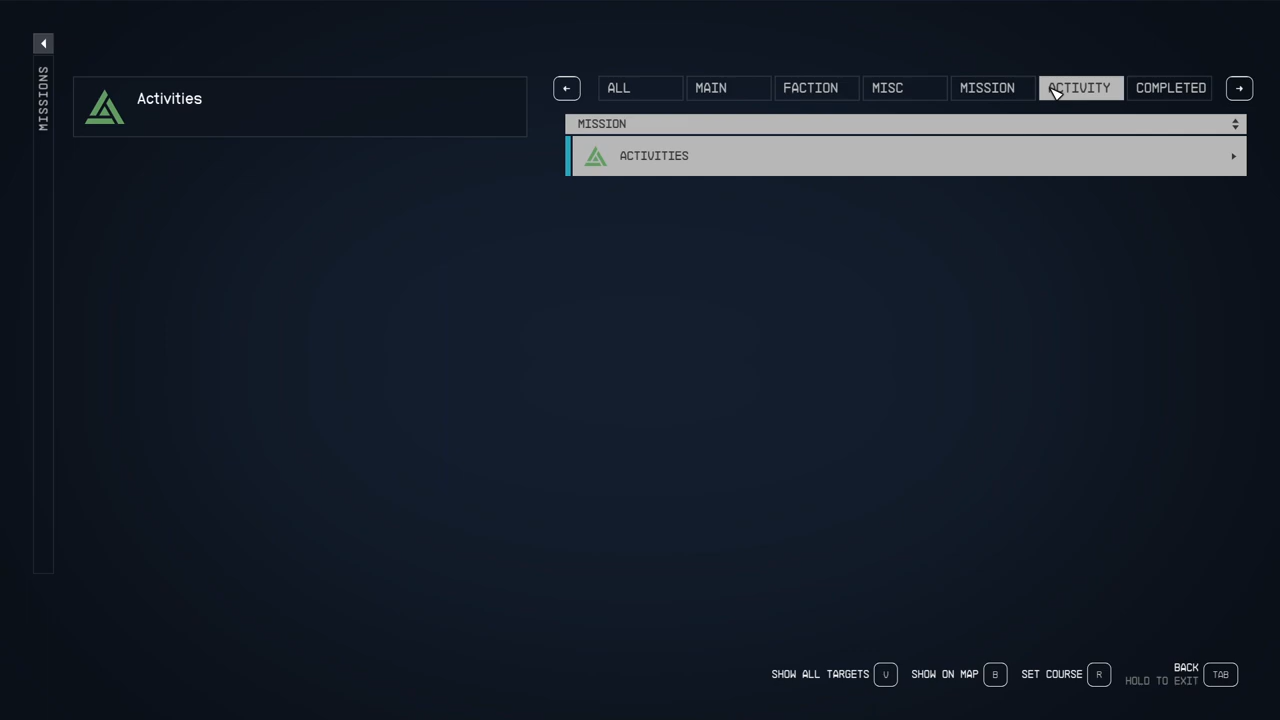 MISSIONS
Activities
ALL MAIN FACTION MISC MISSION ACTIVITY COMPLETED
MISSION
ACTIVITIES
SHOW ALL TARGETS V SHOW ON MAP B SET COURSE R BACK TAB
HOLD TO EXIT